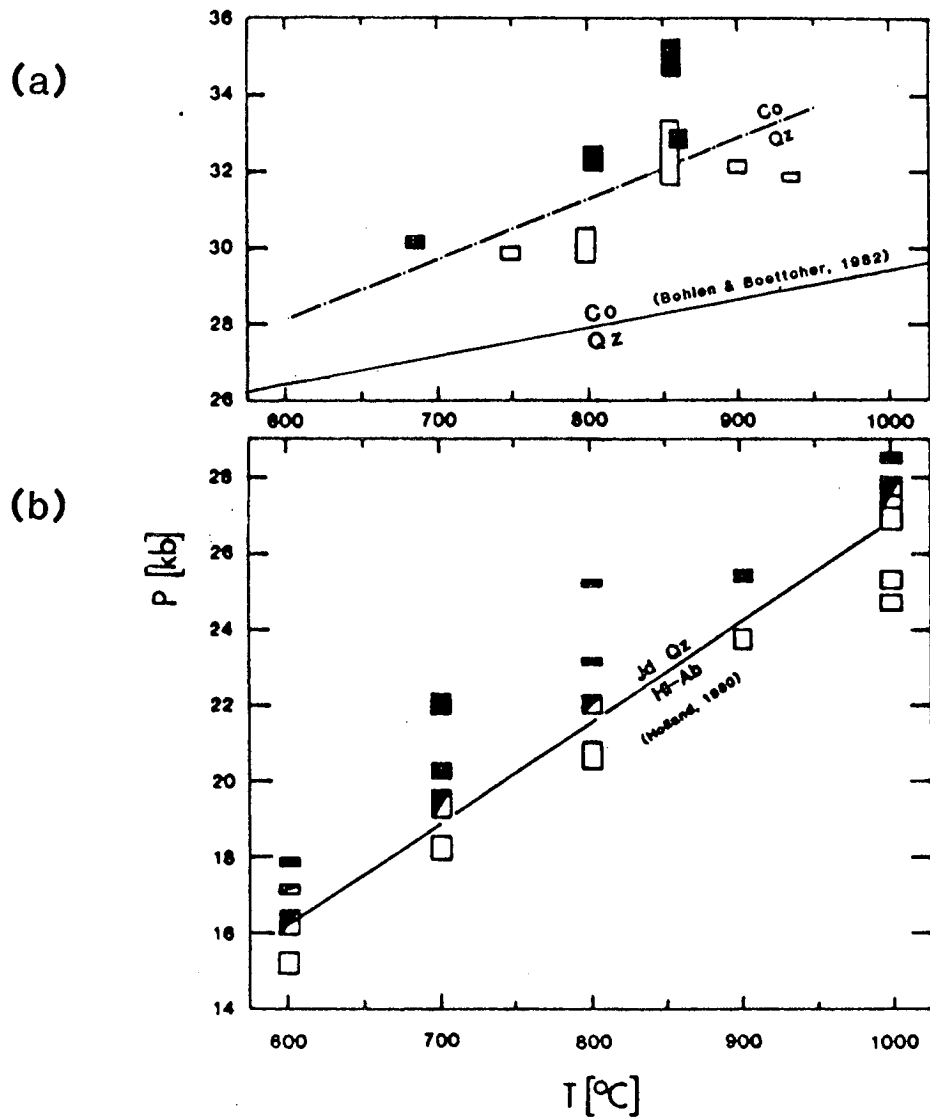 (a)
36
34
32
30
28
26
Co
Qz
(Bohlen & Boettcher, 1982)
Co
Qz
600
700
800
900
1000
(b)
P [kb]
28
26
24
22
20
18
16
14
Jd Qz
Hi-Ab
(Holland, 1980)
600
700
800
900
1000
T [°C]